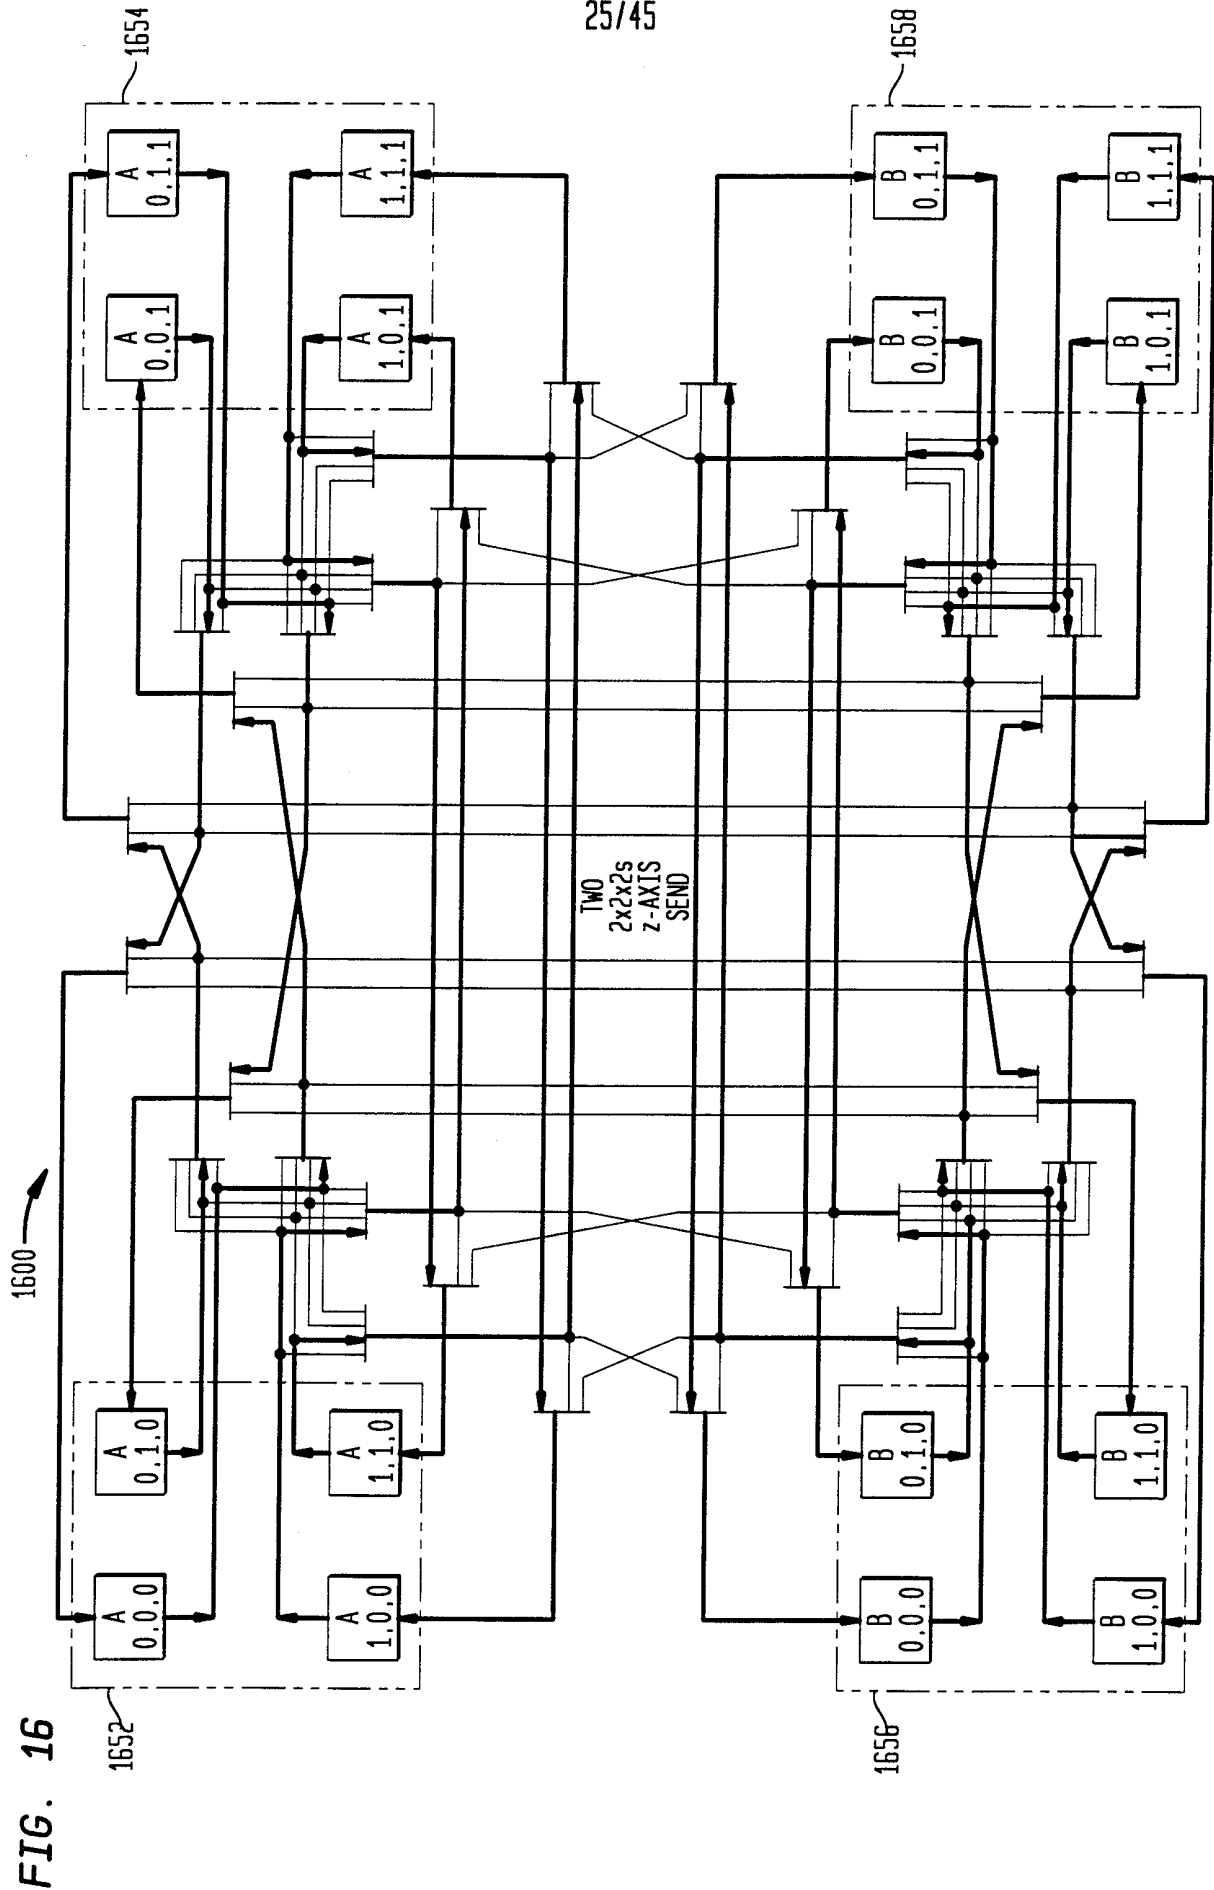 25/45
FIG. 16
1600
1652
A
0,0,0
A
0,1,0
A
1,0,0
A
1,1,0
1654
A
0,0,1
A
0,1,1
A
1,0,1
A
1,1,1
TWO
2x2x2s
z-AXIS
SEND
1656
B
0,0,0
B
0,1,0
B
1,0,0
B
1,1,0
1658
B
0,0,1
B
0,1,1
B
1,0,1
B
1,1,1